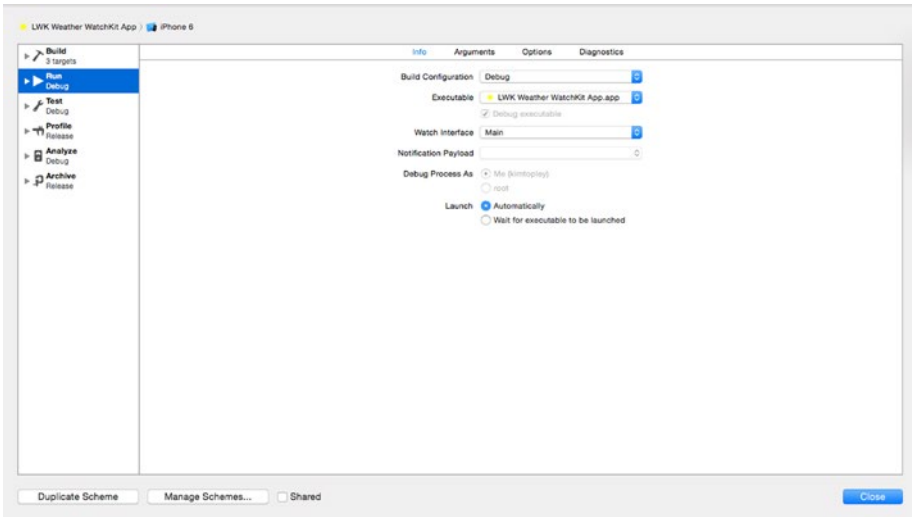 LWK Weather WatchKit App › iPhone 6
Build
3 targets
Run
Debug
Test
Debug
Profile
Release
Analyze
Debug
Archive
Release
Info Arguments Options Diagnostics
Build Configuration Debug
Executable LWK Weather WatchKit App.app
Debug executable
Watch Interface Main
Notification Payload
Debug Process As Me (kimtopley)
root
Launch Automatically
Wait for executable to be launched
Duplicate Scheme Manage Schemes... Shared Close